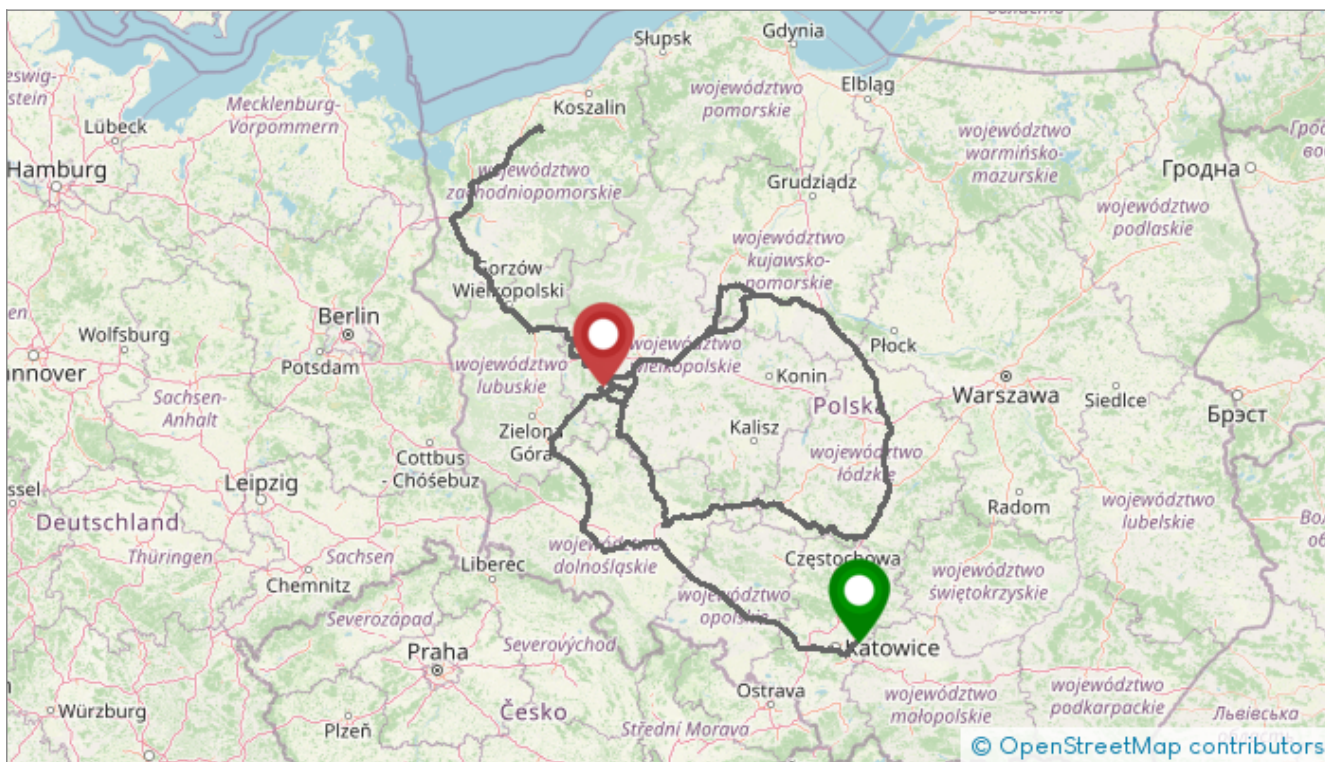 Słupsk
Gdynia
Koszalin
Elbląg
województwo
pomorskie
Mecklenburg-
Vorpommern
Lübeck
Hamburg
województwo
warmińsko-
mazurskie
Гродна
województwo
zachodniopomorskie
Grudziądz
województwo
podlaskie
województwo
kujawsko-
pomorskie
Gorzów
Wielkopolski
Wolfsburg
Berlin
Potsdam
Płock
województwo
wielkopolskie
województwo
lubuskie
Konin
Warszawa
Siedlce
Брэст
Sachsen-
Anhalt
Polska
Kalisz
Zielona
Góra
Cottbus
- Chóśebuz
województwo
łódzkie
Leipzig
Radom
województwo
lubelskie
Deutschland
Thüringen
Sachsen
Chemnitz
Liberec
województwo
dolnośląskie
Częstochowa
województwo
świętokrzyskie
województwo
opolskie
Severozápad
Severovýchod
Praha
Katowice
Ostrava
województwo
małopolskie
województwo
podkarpackie
Würzburg
Plzeň
Česko
Střední Morava
Львівська
© OpenStreetMap contributors